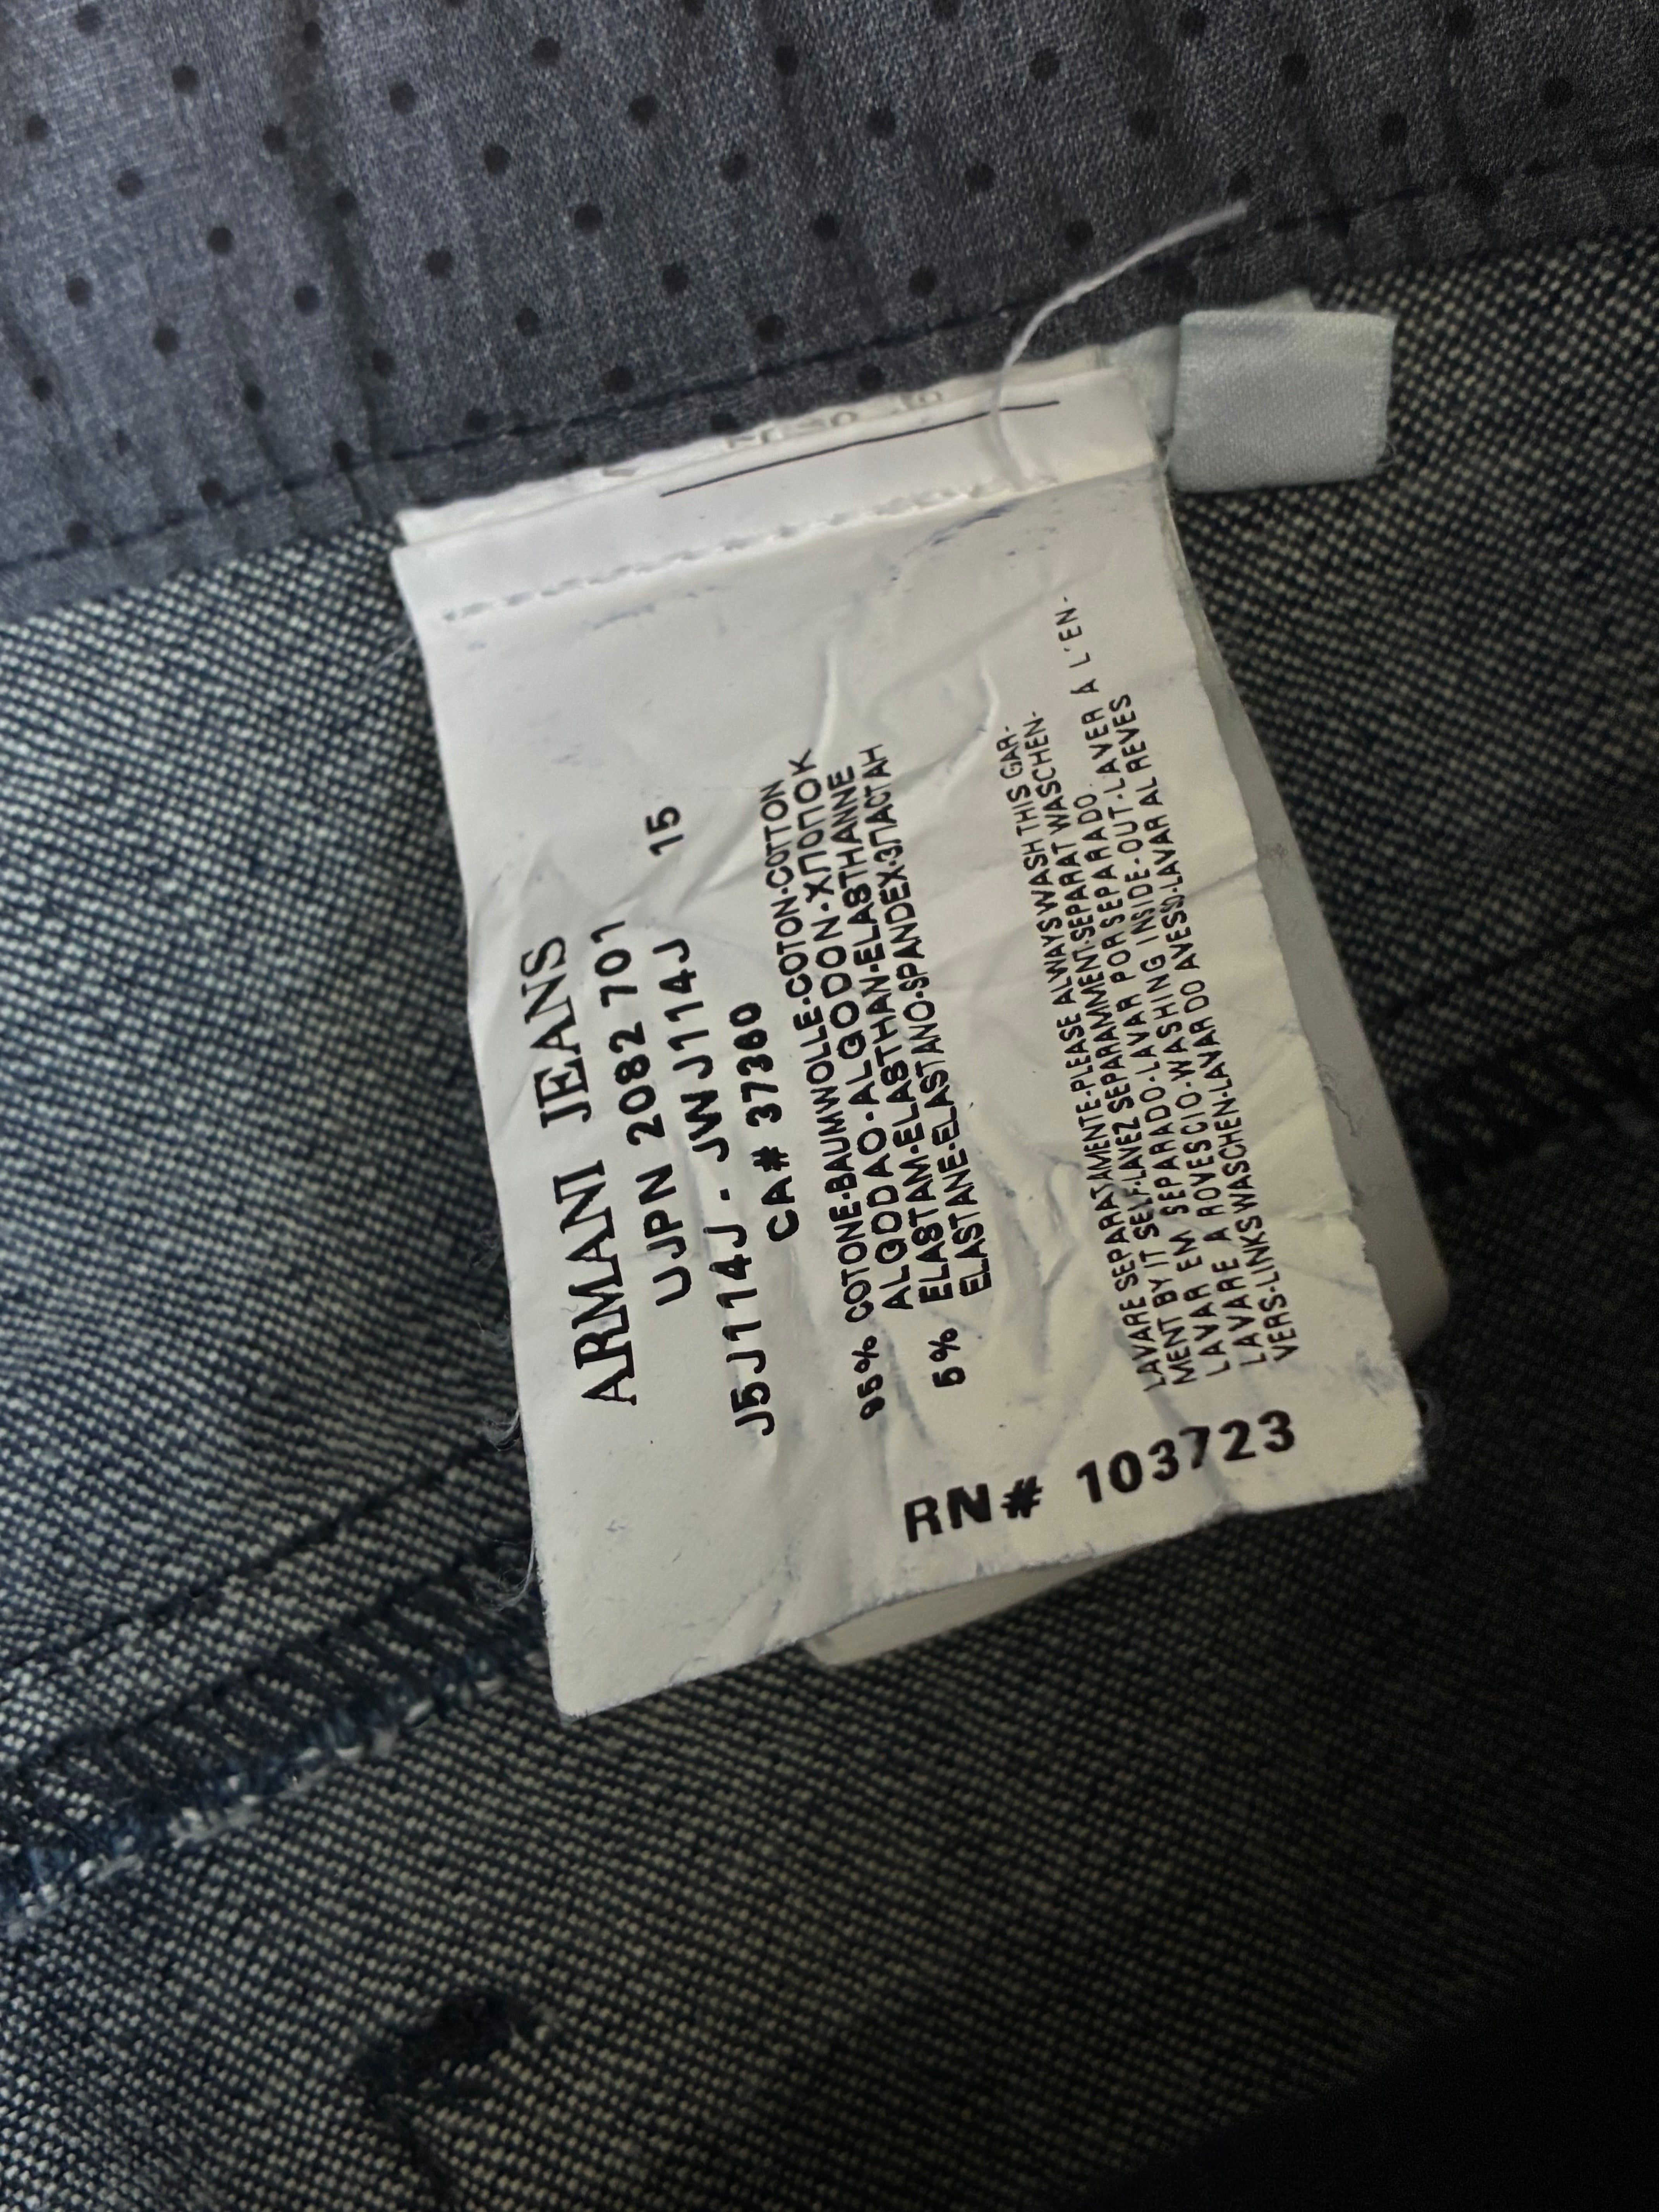 ARMANI JEANS
UJPN 2082 701 15
J5J114J - JWJ114J
CA# 37360
95% COTONE-BAUMWOLLE-COTON-COTTON
ALGODAO-ALGODON-ХЛОПОК
5% ELASTAM-ELASTHAN-ELASTHANNE
ELASTANE-ELASTANO-SPANDEX-ЭЛАСТАН
LAVARE SEPARATAMENTE-PLEASE ALWAYS WASH THIS GAR-
MENT BY IT SELF-LAVEZ SEPARAMMENT-SEPARAT WASCHEN-
LAVAR EM SEPARADO-LAVAR POR SEPARADO.
LAVARE A ROVESCIO-WASHING INSIDE-OUT-LAVER A L'EN-
VERS-LINKS WASCHEN-LAVAR DO AVESSO-LAVAR AL REVES
RN# 103723